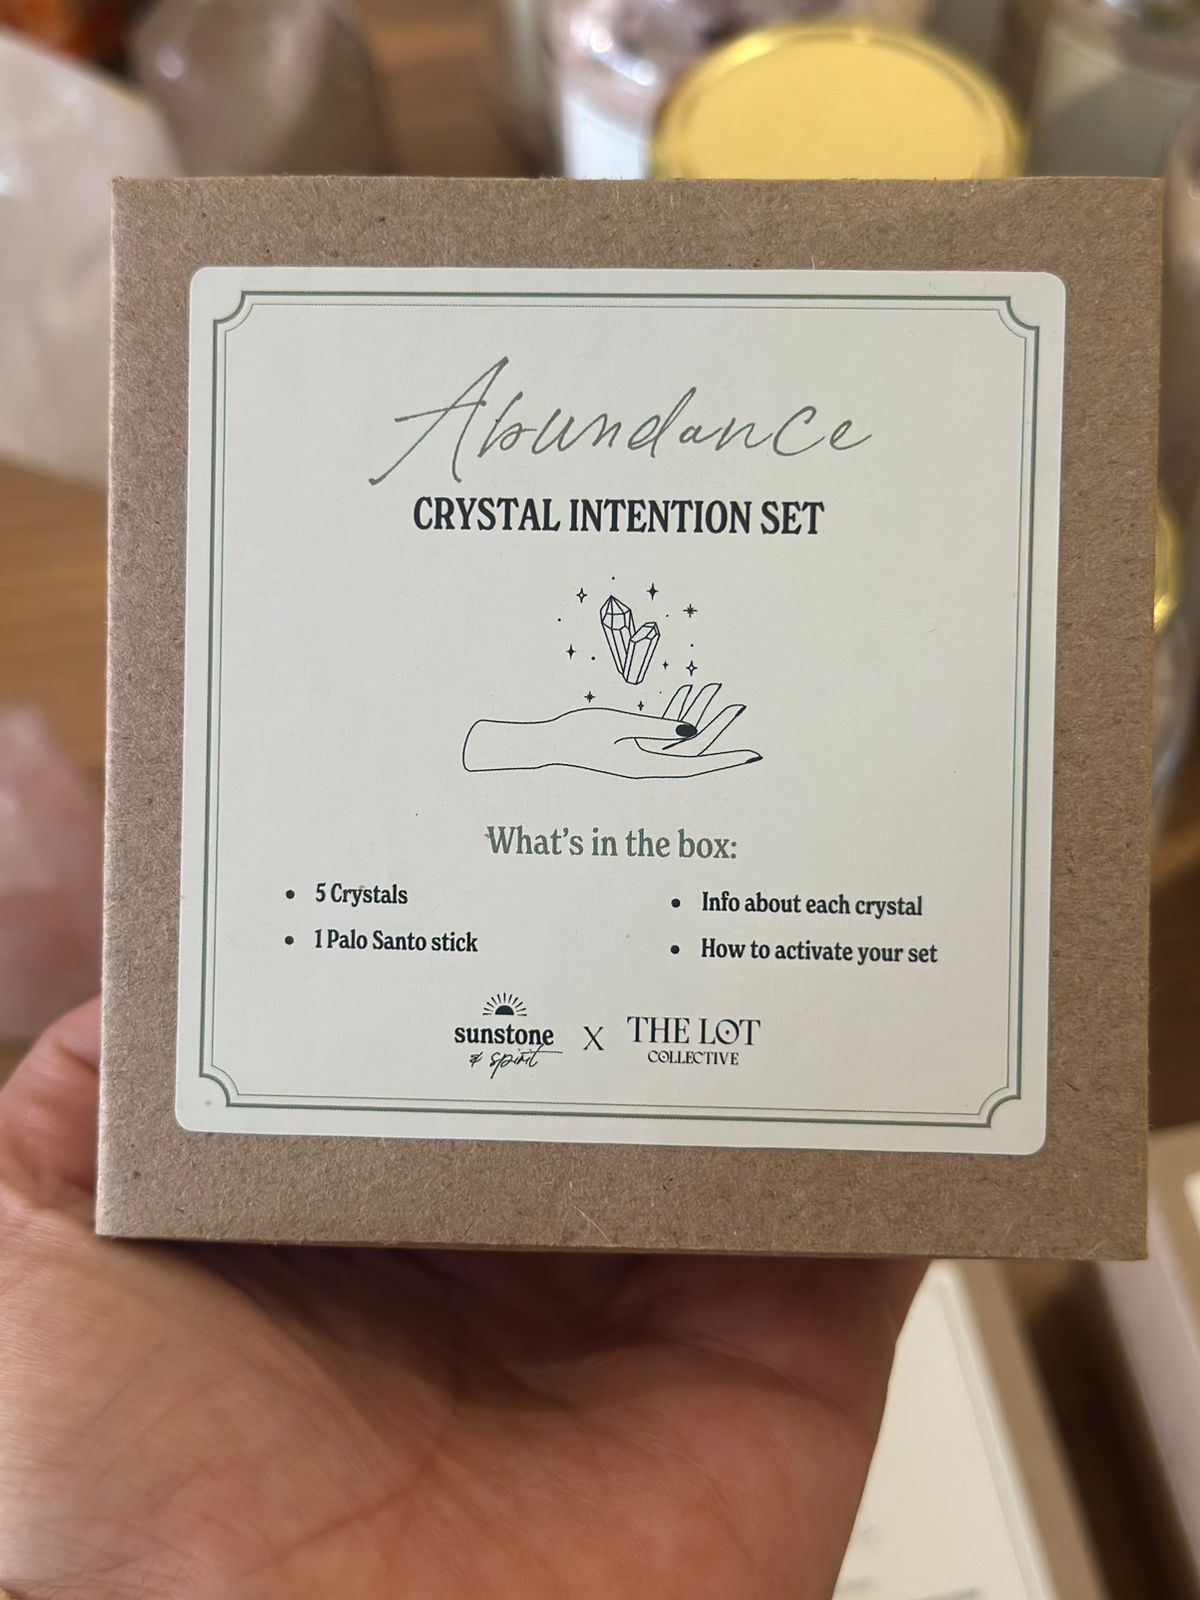 Abundance
CRYSTAL INTENTION SET
What's in the box:
• 5 Crystals
• 1 Palo Santo stick
• Info about each crystal
• How to activate your set
sunstone
& spirit
X
THE LOT
COLLECTIVE